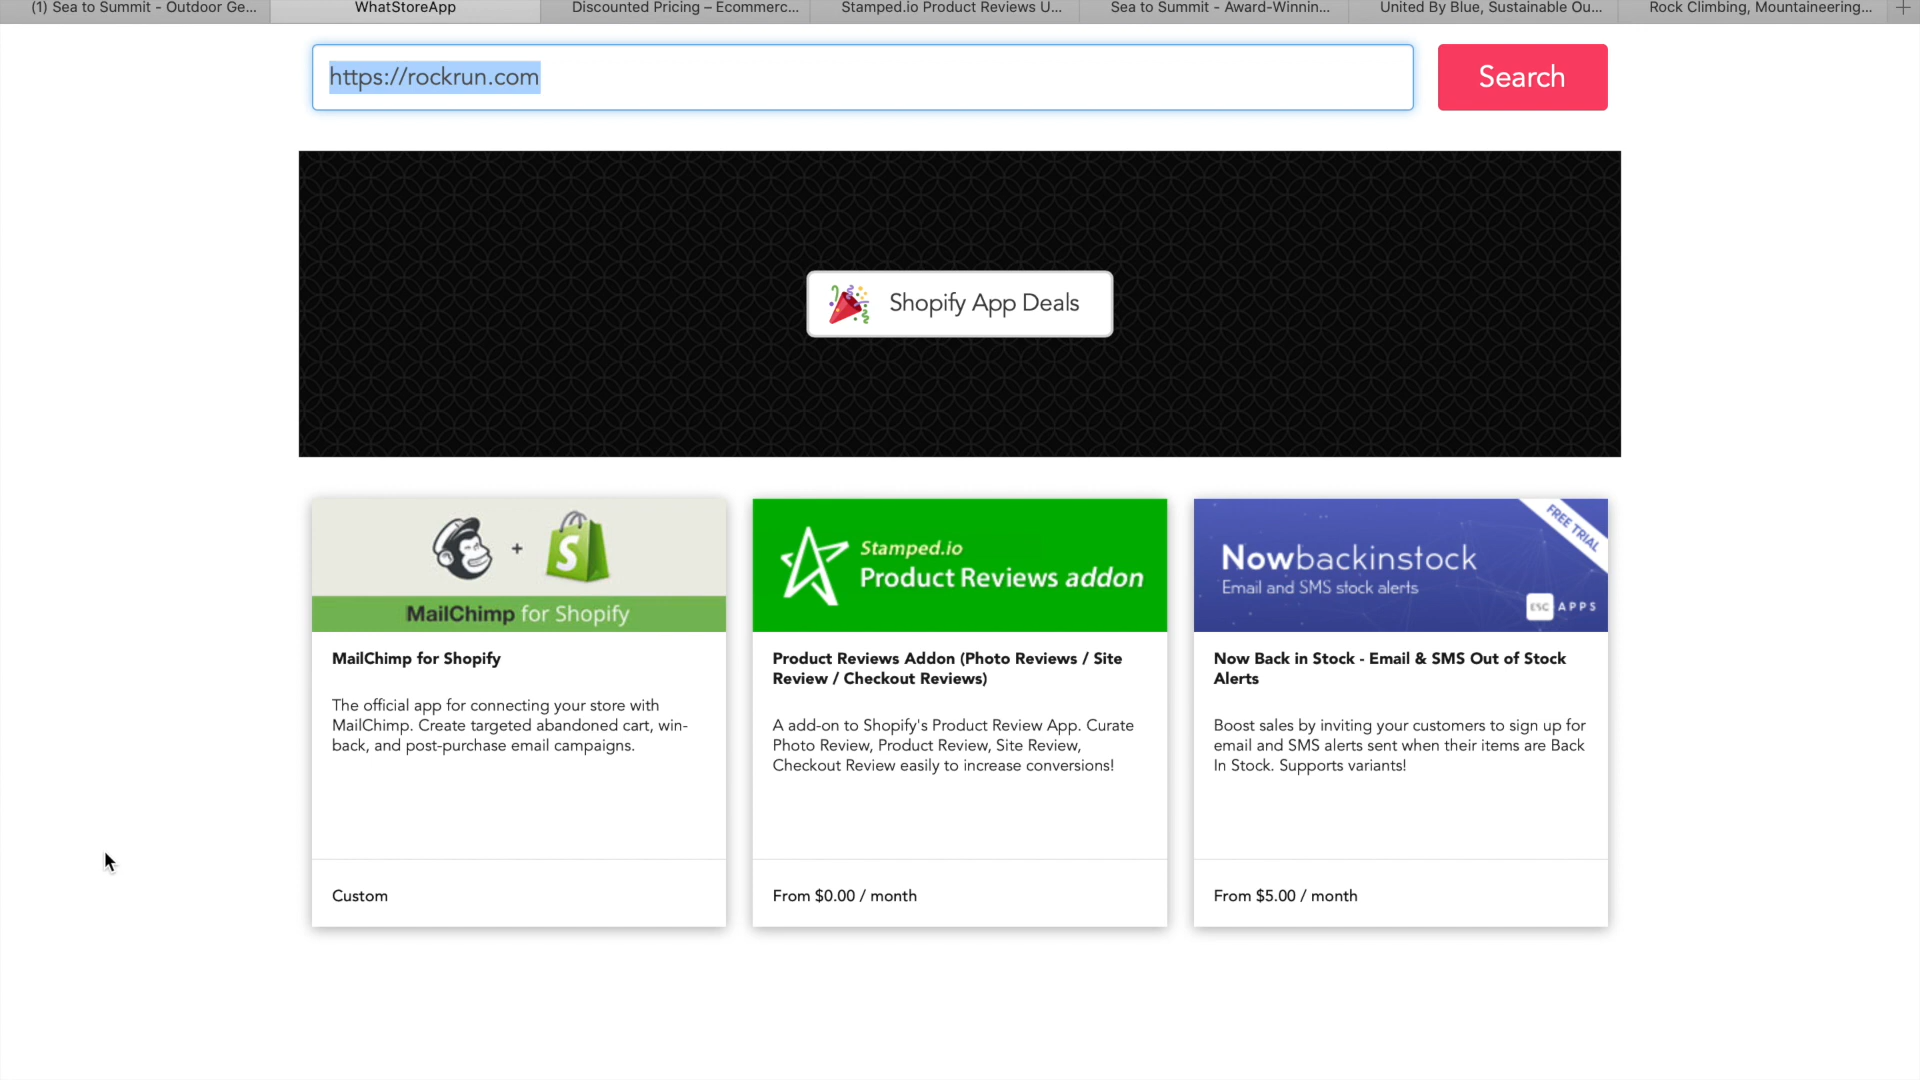 (1) Sea to Summit - Outdoor Ge...
WhatStoreApp
Discounted Pricing – Ecommerc...
Stamped.io Product Reviews U...
Sea to Summit - Award-Winnin...
United By Blue, Sustainable Ou...
Rock Climbing, Mountaineering...
https://rockrun.com
Search
Shopify App Deals
MailChimp for Shopify
MailChimp for Shopify
The official app for connecting your store with
MailChimp. Create targeted abandoned cart, win-
back, and post-purchase email campaigns.
Custom
Stamped.io
Product Reviews addon
Product Reviews Addon (Photo Reviews / Site
Review / Checkout Reviews)
A add-on to Shopify's Product Review App. Curate
Photo Review, Product Review, Site Review,
Checkout Review easily to increase conversions!
From $0.00 / month
FREE TRIAL
Nowbackinstock
Email and SMS stock alerts
ESC APPS
Now Back in Stock - Email & SMS Out of Stock
Alerts
Boost sales by inviting your customers to sign up for
email and SMS alerts sent when their items are Back
In Stock. Supports variants!
From $5.00 / month